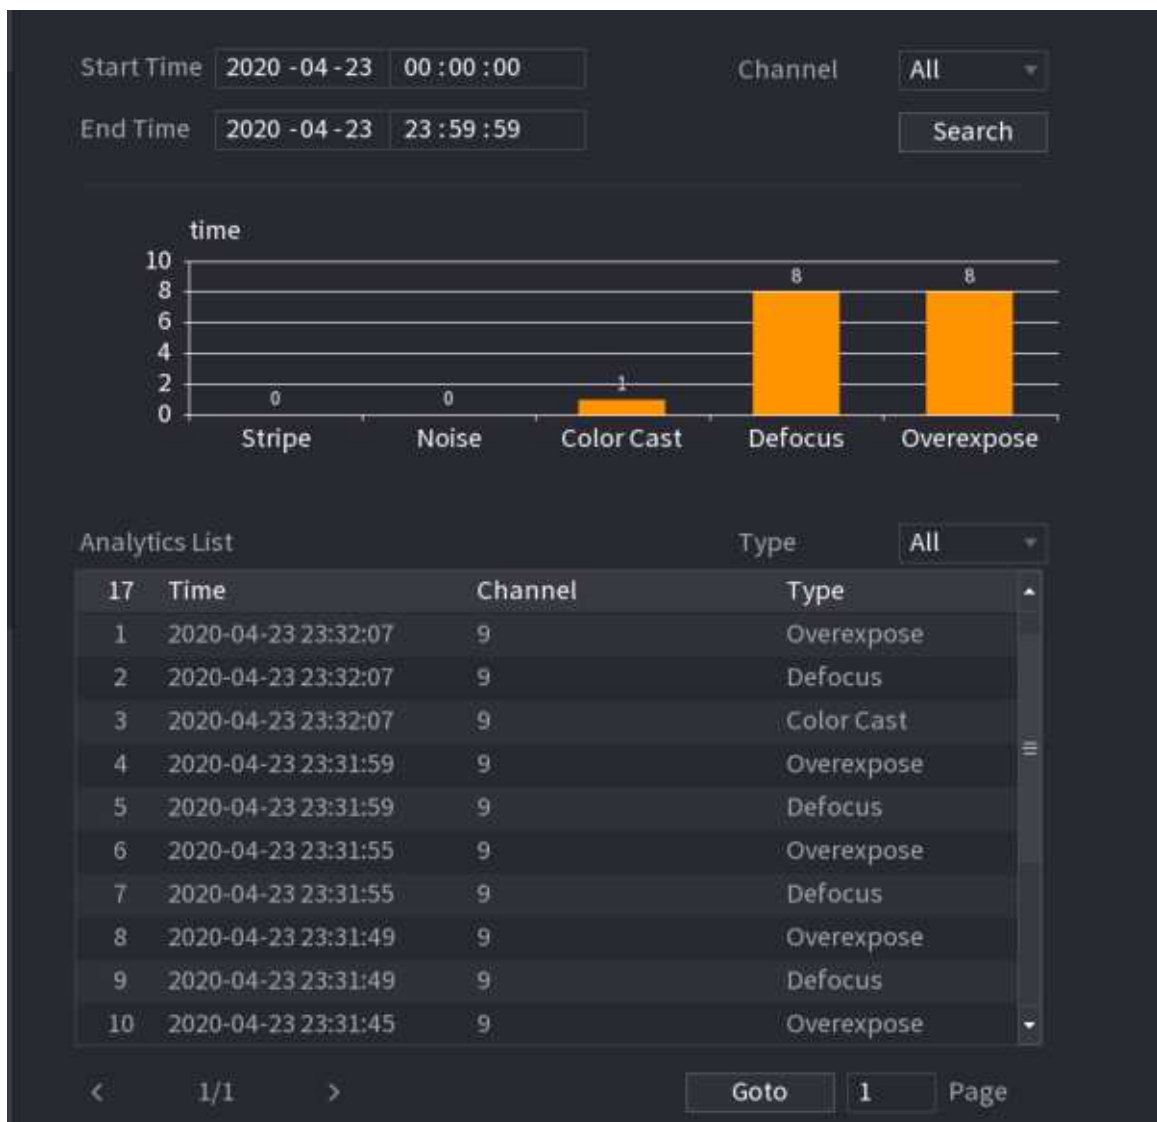 Start Time 2020 -04 -23 00 : 00 : 00 Channel All
End Time 2020 -04 -23 23 : 59 : 59 Search
time
10
8
6
4
2
0
0 0 1 8 8
Stripe Noise Color Cast Defocus Overexpose
Analytics List Type All
17 Time Channel Type
1 2020-04-23 23:32:07 9 Overexpose
2 2020-04-23 23:32:07 9 Defocus
3 2020-04-23 23:32:07 9 Color Cast
4 2020-04-23 23:31:59 9 Overexpose
5 2020-04-23 23:31:59 9 Defocus
6 2020-04-23 23:31:55 9 Overexpose
7 2020-04-23 23:31:55 9 Defocus
8 2020-04-23 23:31:49 9 Overexpose
9 2020-04-23 23:31:49 9 Defocus
10 2020-04-23 23:31:45 9 Overexpose
< 1/1 > Goto 1 Page